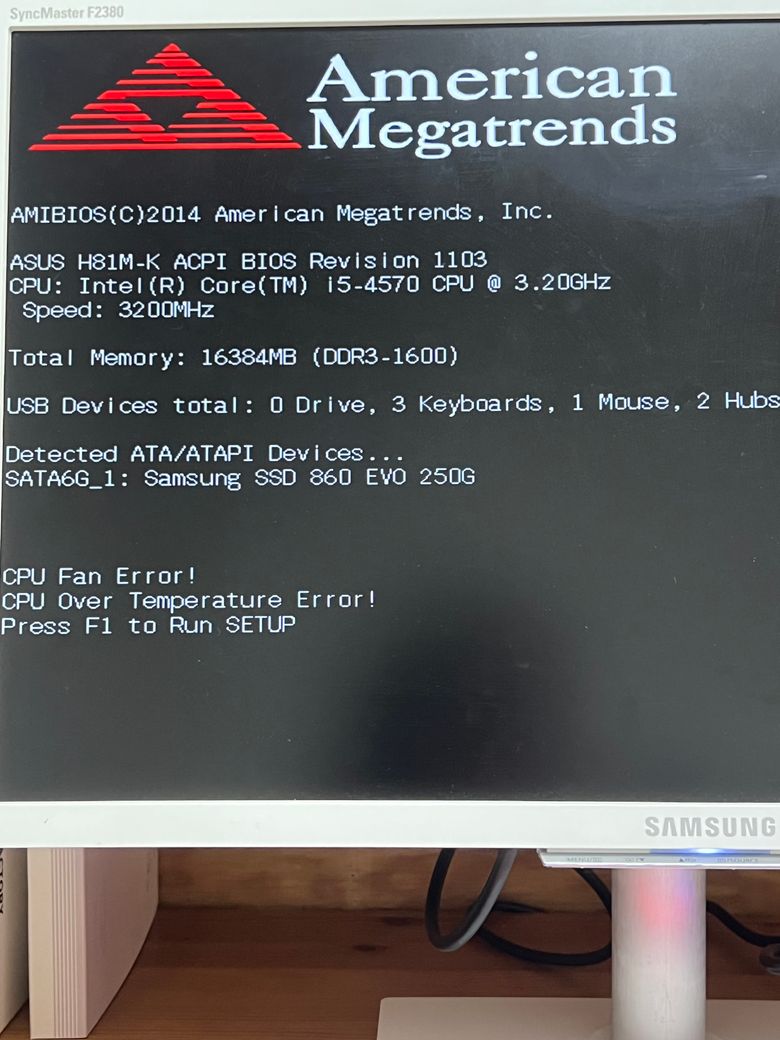 SyncMaster F2380
American
Megatrends
AMIBIOS(C)2014 American Megatrends, Inc.
ASUS H81M-K ACPI BIOS Revision 1103
CPU: Intel(R) Core(TM) i5-4570 CPU @ 3.20GHz
Speed: 3200MHz
Total Memory: 16384MB (DDR3-1600)
USB Devices total: 0 Drive, 3 Keyboards, 1 Mouse, 2 Hubs
Detected ATA/ATAPI Devices...
SATA6G_1: Samsung SSD 860 EVO 250G
CPU Fan Error!
CPU Over Temperature Error!
Press F1 to Run SETUP
SAMSUNG